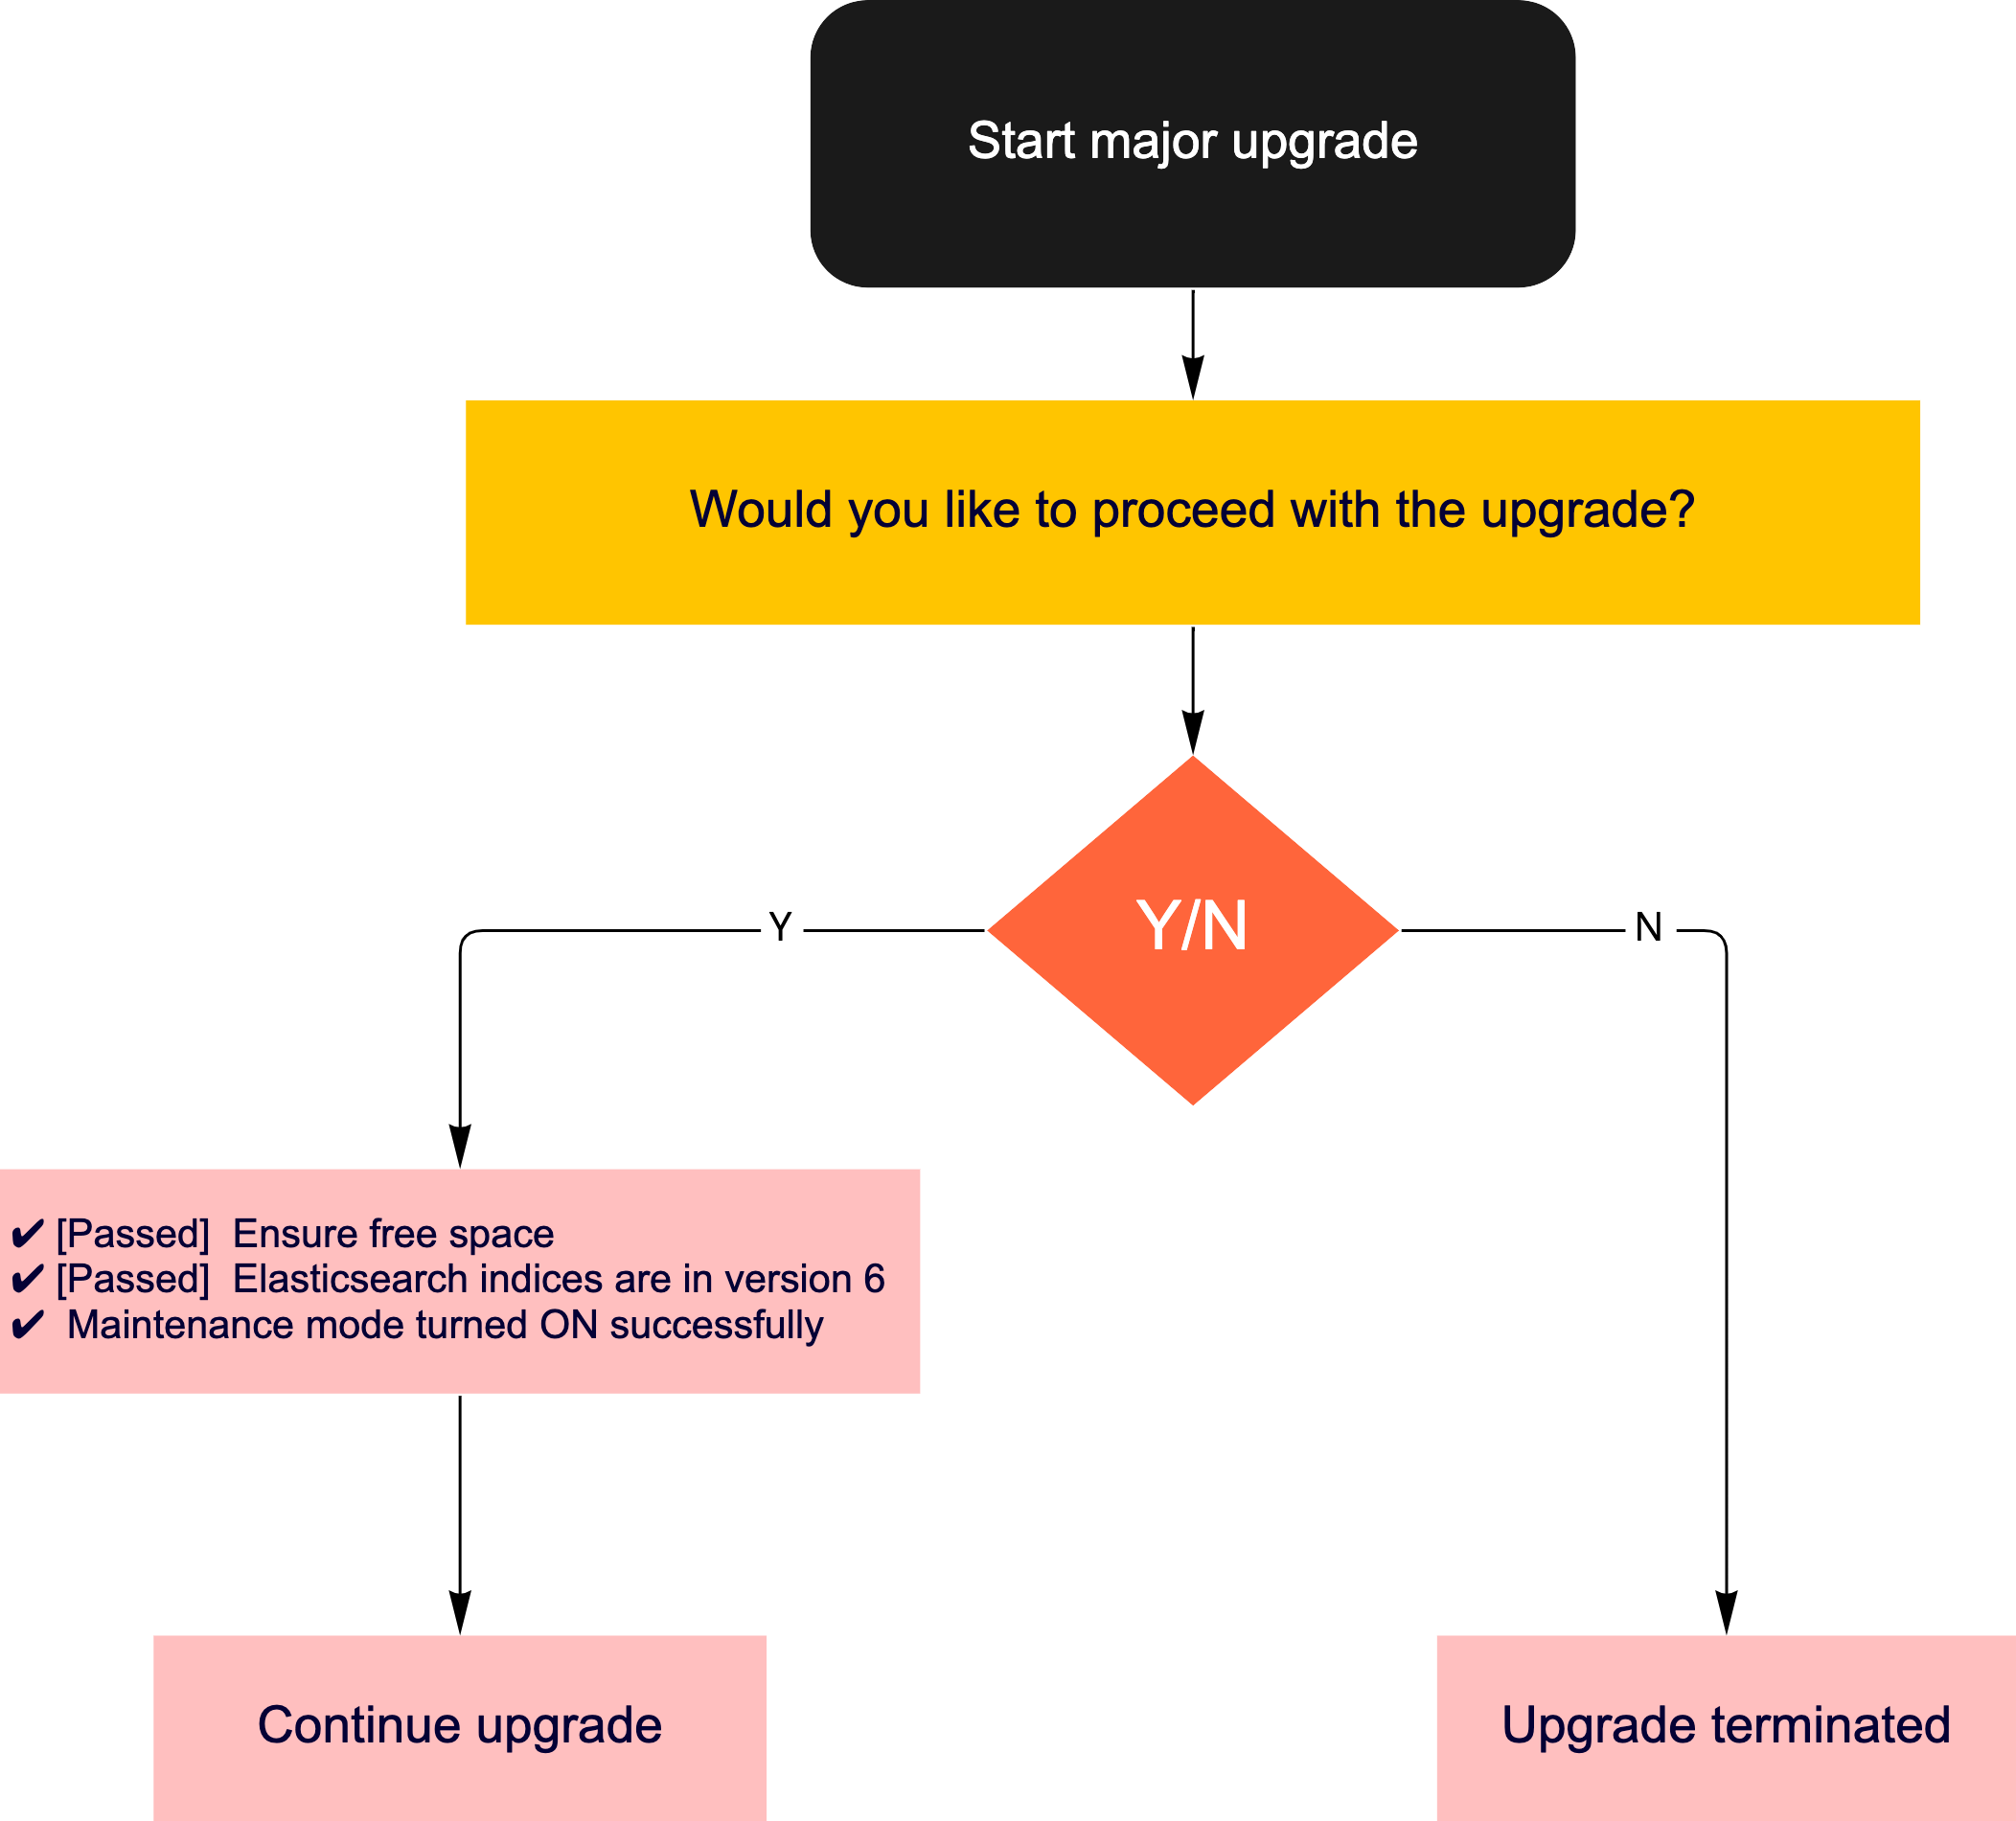 Start major upgrade
Would you like to proceed with the upgrade?
Y/N
Y
N
✔ [Passed]  Ensure free space
✔ [Passed]  Elasticsearch indices are in version 6
✔  Maintenance mode turned ON successfully
Continue upgrade
Upgrade terminated